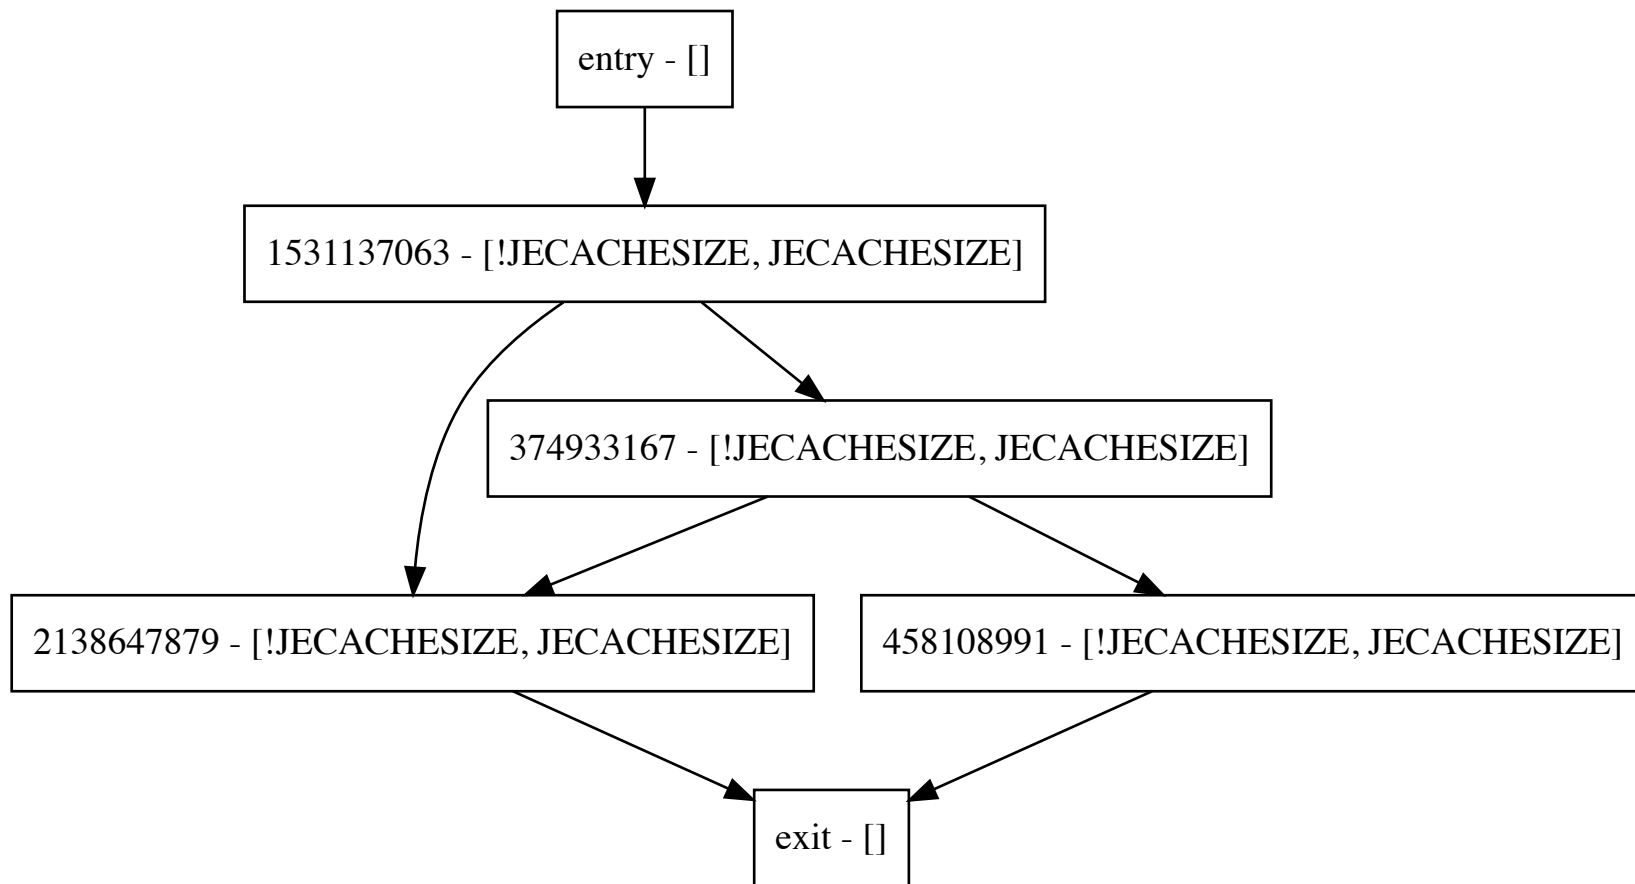 entry - []
1531137063 - [!JECACHESIZE, JECACHESIZE]
374933167 - [!JECACHESIZE, JECACHESIZE]
2138647879 - [!JECACHESIZE, JECACHESIZE]
458108991 - [!JECACHESIZE, JECACHESIZE]
exit - []